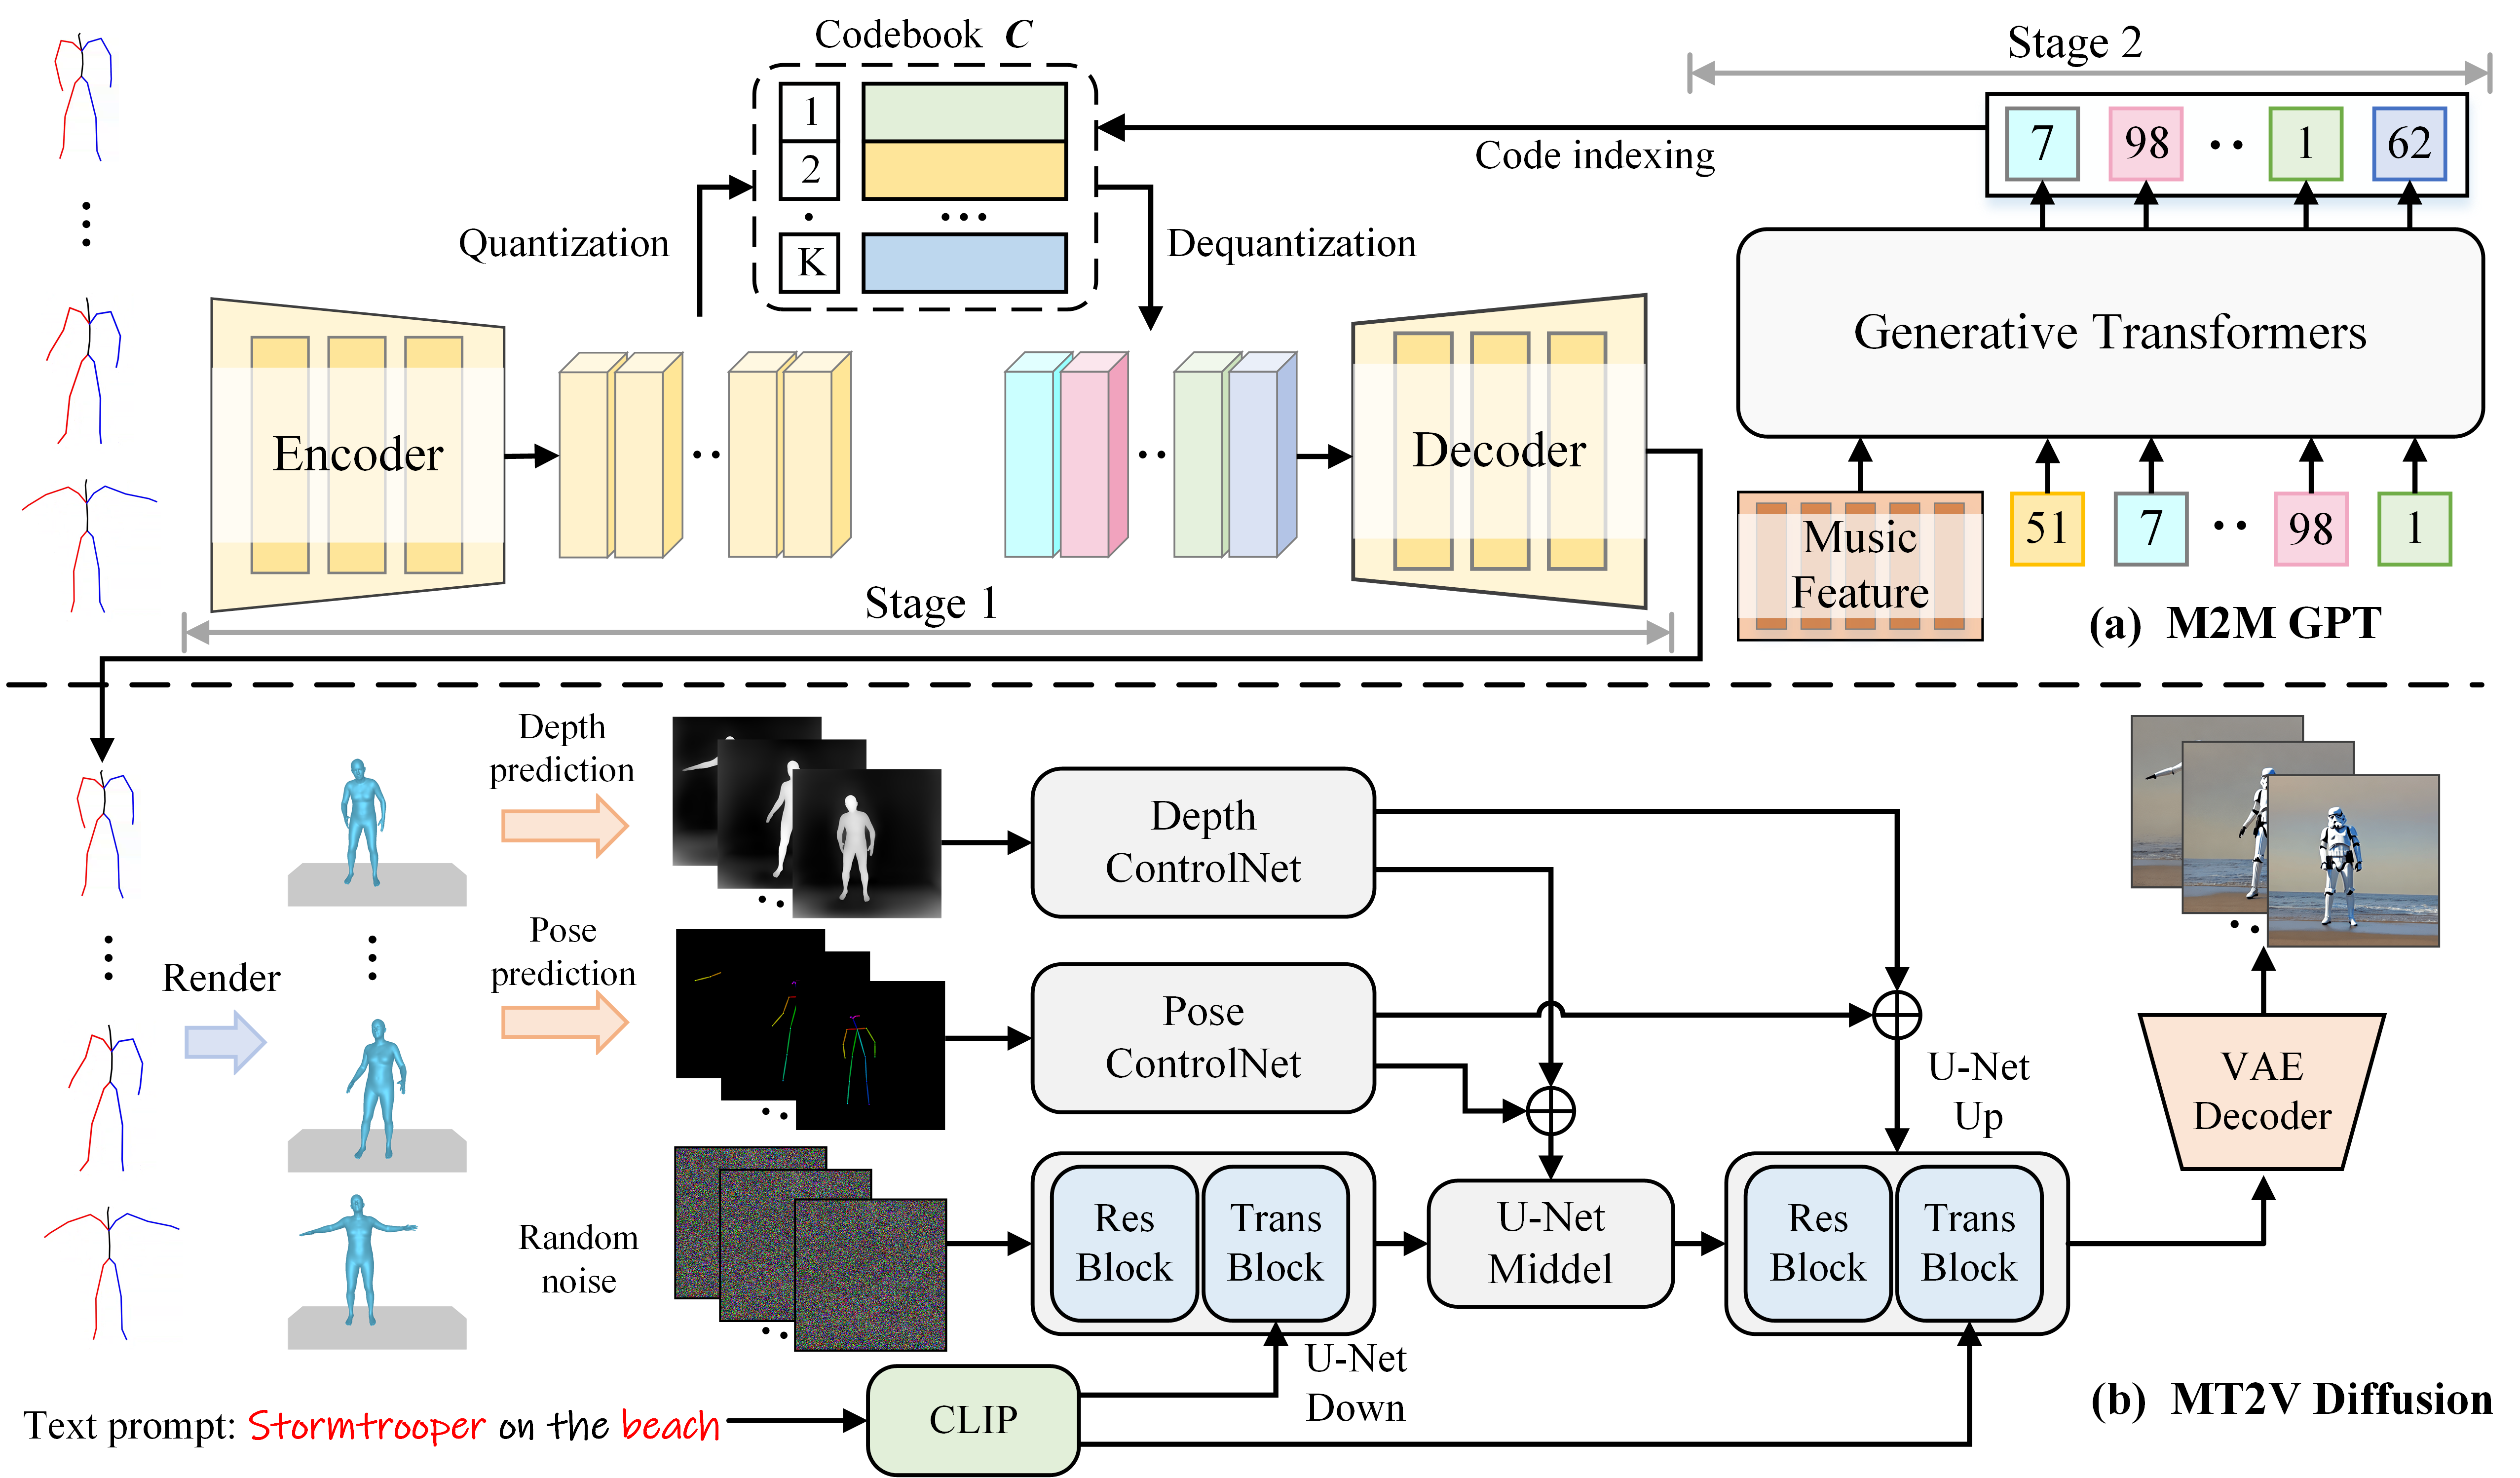 Codebook C
Stage 2
1
2
K
7
98
1
62
Code indexing
Quantization
Dequantization
Generative Transformers
Encoder
Decoder
Music
Feature
51
7
98
1
Stage 1
(a) M2M GPT
Depth
prediction
Depth
ControlNet
Pose
prediction
Render
Pose
ControlNet
U-Net
Up
VAE
Decoder
Random
noise
Res
Block
Trans
Block
U-Net
Middel
Res
Block
Trans
Block
U-Net
Down
Text prompt: Stormtrooper on the beach
CLIP
(b) MT2V Diffusion